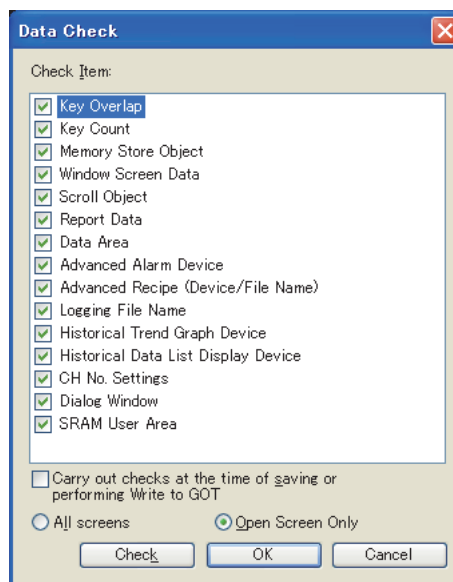 Data Check
Check Item:
Key Overlap
Key Count
Memory Store Object
Window Screen Data
Scroll Object
Report Data
Data Area
Advanced Alarm Device
Advanced Recipe (Device/File Name)
Logging File Name
Historical Trend Graph Device
Historical Data List Display Device
CH No. Settings
Dialog Window
SRAM User Area
Carry out checks at the time of saving or
performing Write to GOT
All screens Open Screen Only
Check OK Cancel